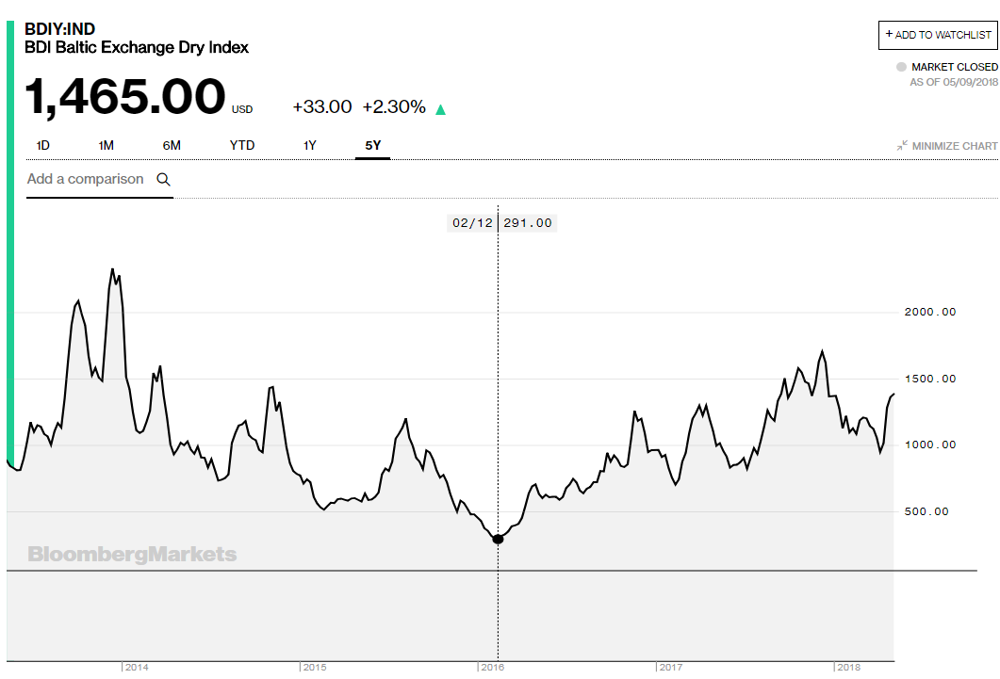 BDIY:IND
BDI Baltic Exchange Dry Index
+ ADD TO WATCHLIST
1,465.00 USD +33.00 +2.30% ▲
MARKET CLOSED
AS OF 05/09/2018
1D 1M 6M YTD 1Y 5Y
MINIMIZE CHART
Add a comparison
02/12 291.00
2000.00
1500.00
1000.00
500.00
BloombergMarkets
2014 2015 2016 2017 2018